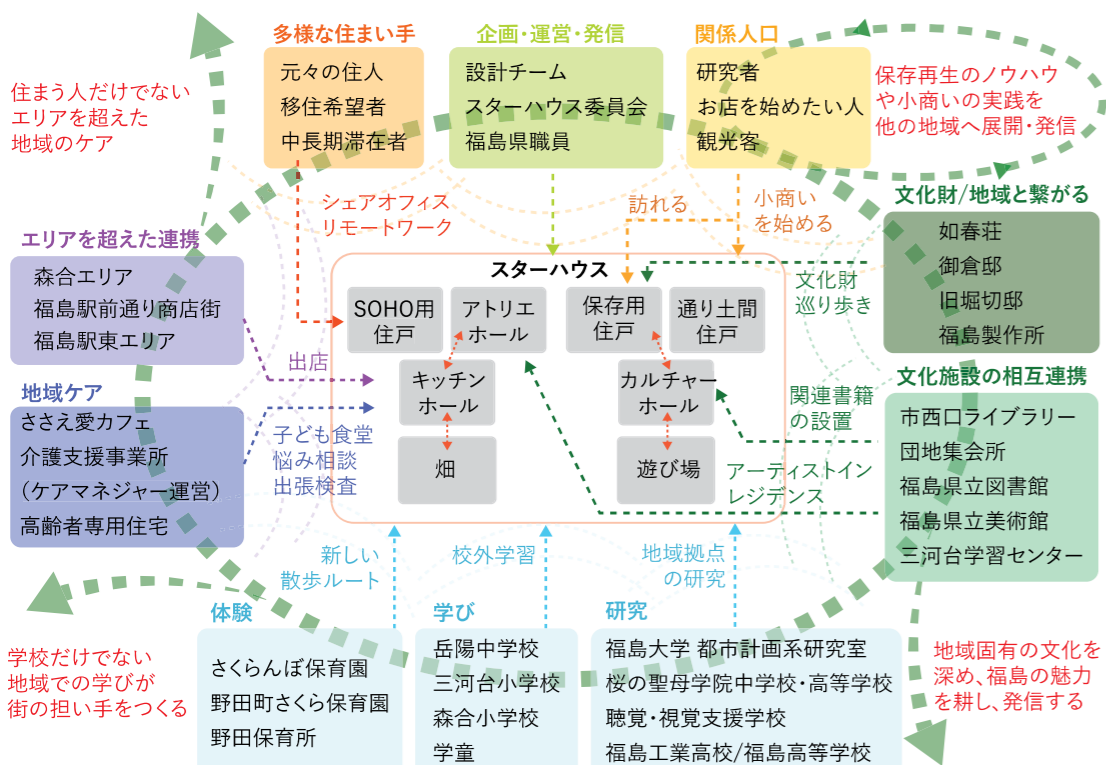 多様な住まい手
元々の住人
移住希望者
中長期滞在者
企画・運営・発信
設計チーム
スターハウス委員会
福島県職員
関係人口
研究者
お店を始めたい人
観光客
住まう人だけでない
エリアを超えた
地域のケア
保存再生のノウハウ
や小商いの実践を
他の地域へ展開・発信
シェアオフィス
リモートワーク
訪れる
小商い
を始める
文化財/地域と繋がる
如春荘
御倉邸
旧堀切邸
福島製作所
エリアを超えた連携
森合エリア
福島駅前通り商店街
福島駅東エリア
出店
スターハウス
SOHO用
住戸
アトリエ
ホール
保存用
住戸
通り土間
住戸
キッチン
ホール
カルチャー
ホール
畑
遊び場
文化財
巡り歩き
地域ケア
ささえ愛カフェ
介護支援事業所
（ケアマネジャー運営）
高齢者専用住宅
子ども食堂
悩み相談
出張検査
文化施設の相互連携
市西口ライブラリー
団地集会所
福島県立図書館
福島県立美術館
三河台学習センター
関連書籍
の設置
アーティストイン
レジデンス
新しい
散歩ルート
校外学習
地域拠点
の研究
体験
さくらんぼ保育園
野田町さくら保育園
野田保育所
学び
岳陽中学校
三河台小学校
森合小学校
学童
研究
福島大学 都市計画系研究室
桜の聖母学院中学校・高等学校
聴覚・視覚支援学校
福島工業高校/福島高等学校
学校だけでない
地域での学びが
街の担い手をつくる
地域固有の文化を
深め、福島の魅力
を耕し、発信する